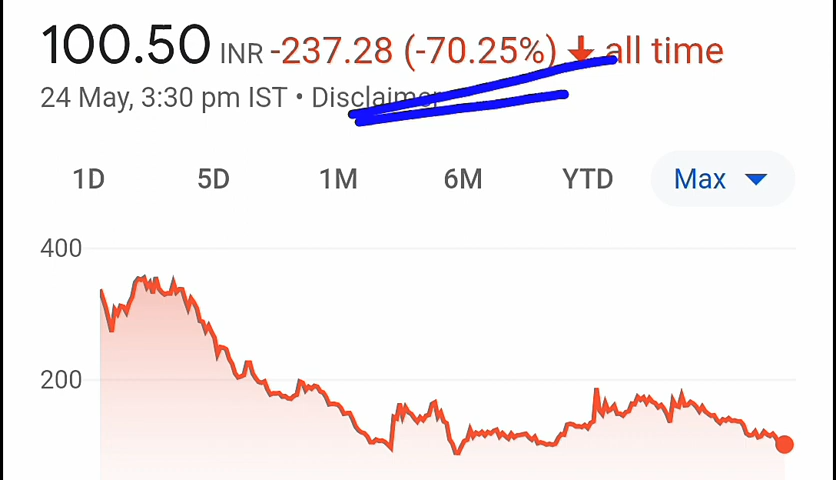 100.50 INR -237.28 (-70.25%) ↓ all time
24 May, 3:30 pm IST • Disclaimer
1D 5D 1M 6M YTD Max
400
200